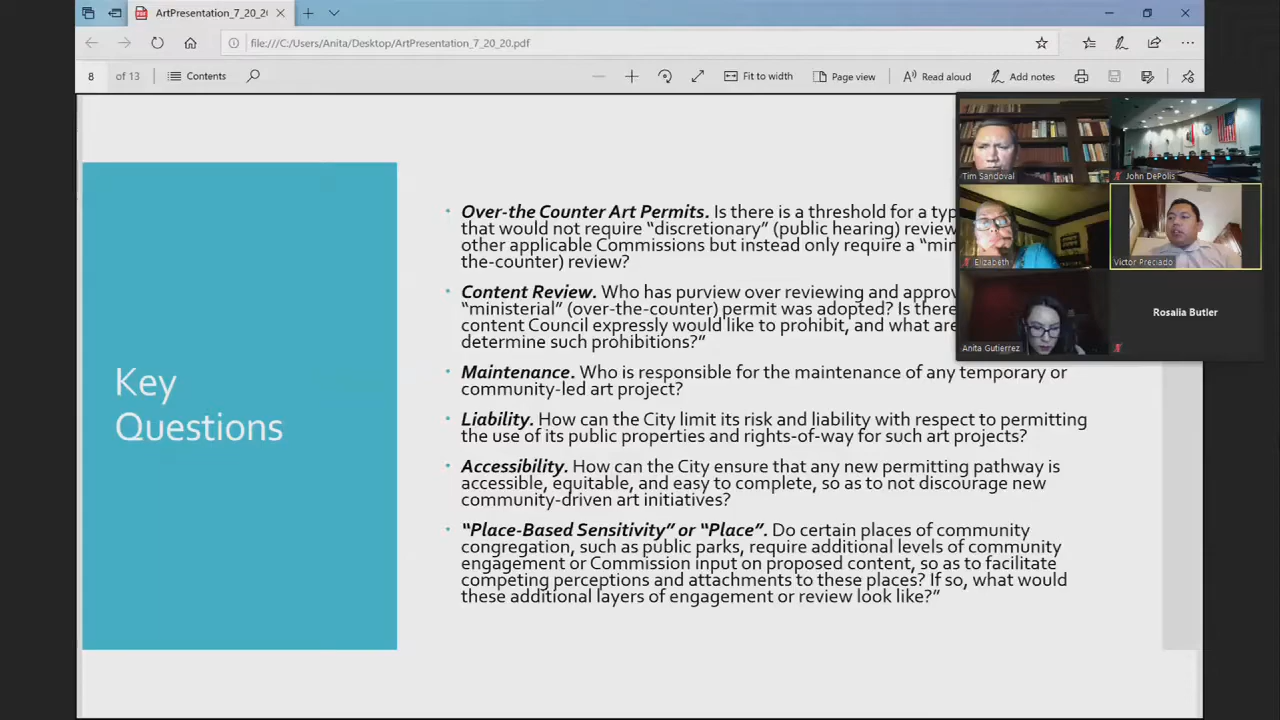 ArtPresentation_7_20_20
file:///C:/Users/Anita/Desktop/ArtPresentation_7_20_20.pdf
8 of 13 Contents Fit to width Page view Read aloud Add notes
Key
Questions
Over-the Counter Art Permits. Is there is a threshold for a
that would not require “discretionary” (public hearing)
other applicable Commissions but instead only require a
the-counter) review?
Content Review. Who has purview over reviewing and
“ministerial” (over-the-counter) permit was adopted? Is
content Council expressly would like to prohibit, and what are
determine such prohibitions?”
Maintenance. Who is responsible for the maintenance of any temporary or
community-led art project?
Liability. How can the City limit its risk and liability with respect to permitting
the use of its public properties and rights-of-way for such art projects?
Accessibility. How can the City ensure that any new permitting pathway is
accessible, equitable, and easy to complete, so as to not discourage new
community-driven art initiatives?
“Place-Based Sensitivity” or “Place”. Do certain places of community
congregation, such as public parks, require additional levels of community
engagement or Commission input on proposed content, so as to facilitate
competing perceptions and attachments to these places? If so, what would
these additional layers of engagement or review look like?”
Tim Sandoval
John DePolis
Elizabeth
Victor Preciado
Anita Gutierrez
Rosalia Butler